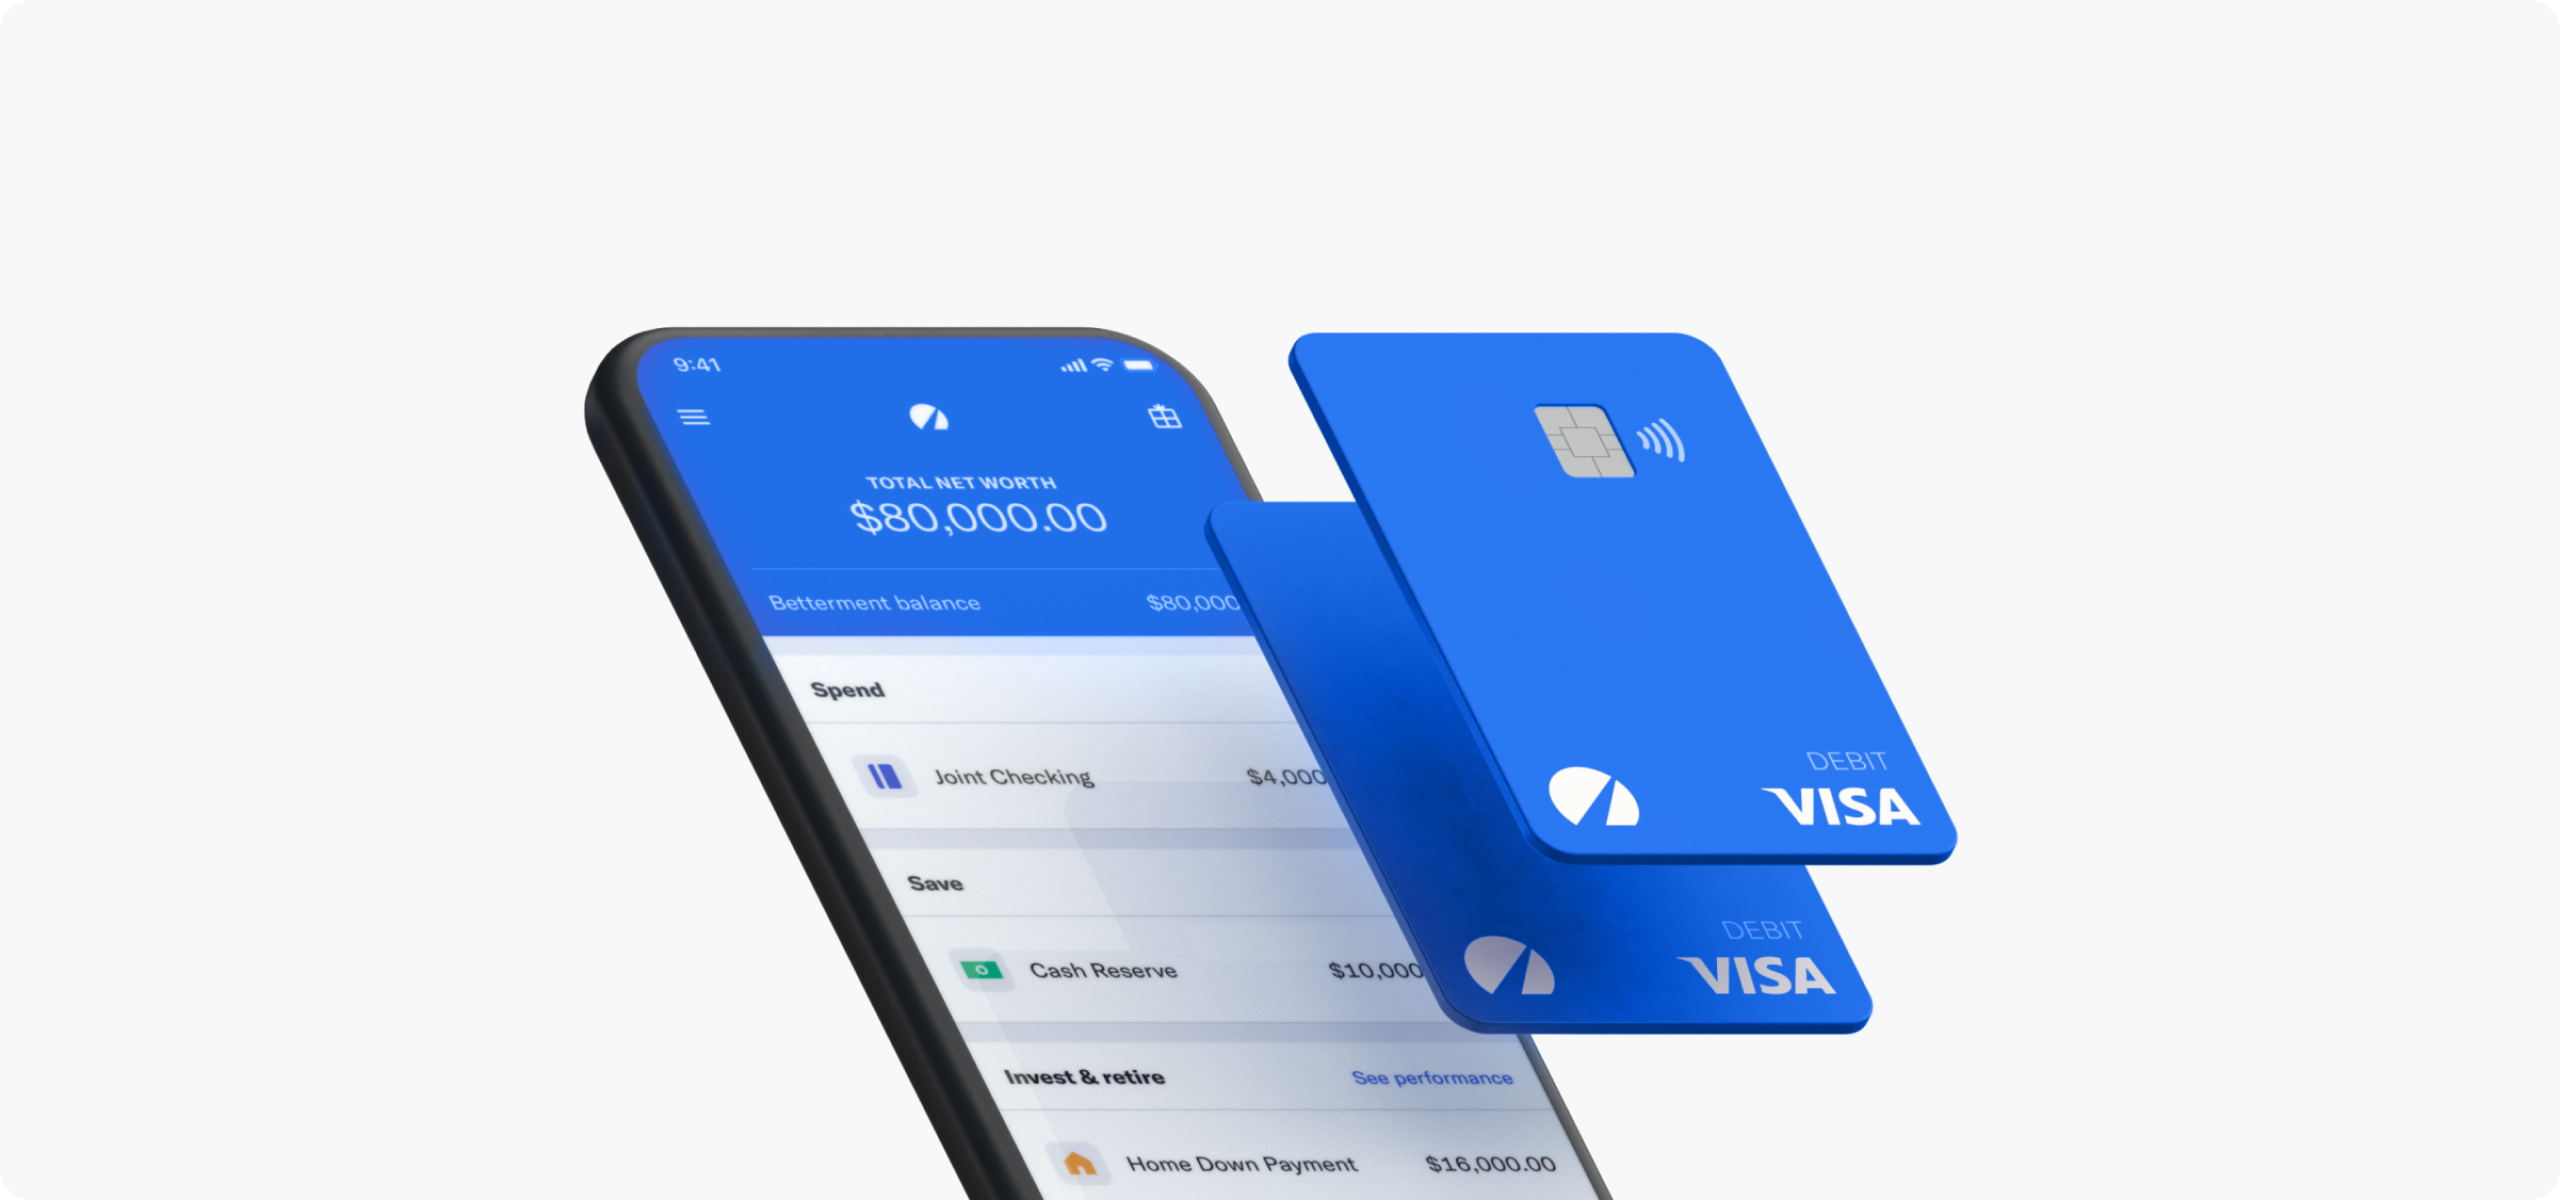 9:41
TOTAL NET WORTH
$80,000.00
Betterment balance $80,000
Spend
Joint Checking $4,000
Save
Cash Reserve $10,000
Invest & retire See performance
Home Down Payment $16,000.00
DEBIT
VISA
DEBIT
VISA